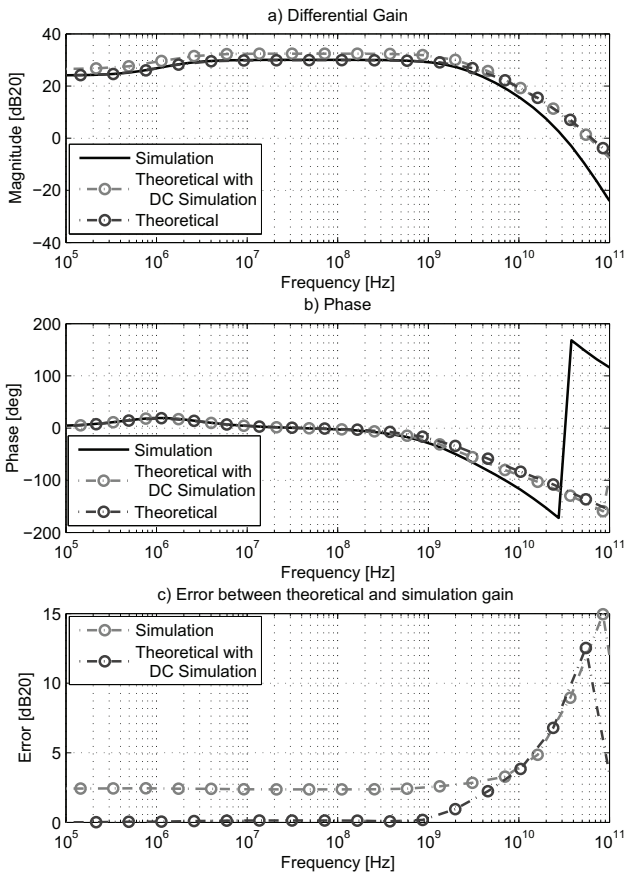 a) Differential Gain
Magnitude [dB20]
40
20
0
−20
−40
Simulation
Theoretical with
DC Simulation
Theoretical
10^5
10^6
10^7
10^8
10^9
10^10
10^11
Frequency [Hz]
b) Phase
Phase [deg]
200
100
0
−100
−200
Simulation
Theoretical with
DC Simulation
Theoretical
10^5
10^6
10^7
10^8
10^9
10^10
10^11
Frequency [Hz]
c) Error between theoretical and simulation gain
Error [dB20]
15
10
5
0
Simulation
Theoretical with
DC Simulation
10^5
10^6
10^7
10^8
10^9
10^10
10^11
Frequency [Hz]